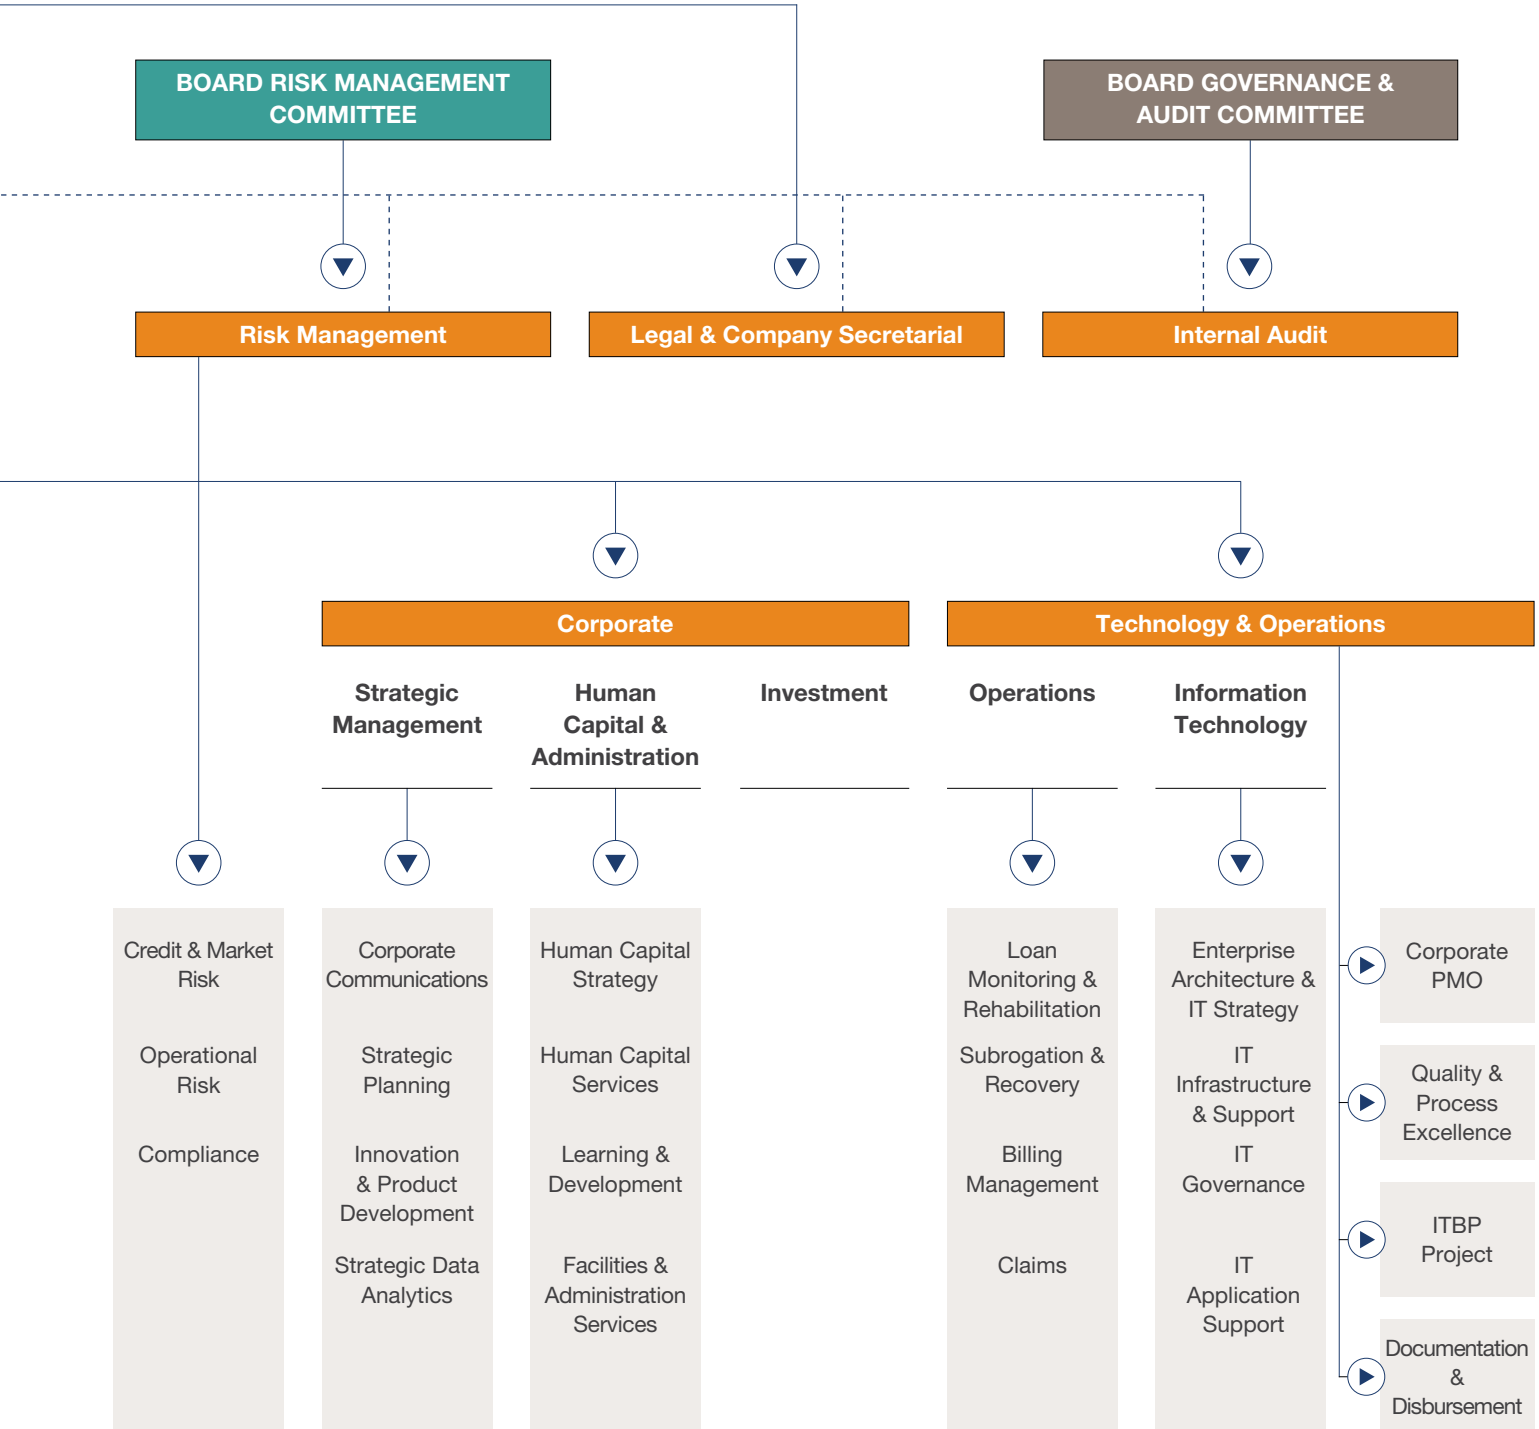 BOARD RISK MANAGEMENT
COMMITTEE
BOARD GOVERNANCE &
AUDIT COMMITTEE
Risk Management
Legal & Company Secretarial
Internal Audit
Corporate
Technology & Operations
Strategic
Management
Human
Capital &
Administration
Investment
Operations
Information
Technology
Credit & Market
Risk
Operational
Risk
Compliance
Corporate
Communications
Strategic
Planning
Innovation
& Product
Development
Strategic Data
Analytics
Human Capital
Strategy
Human Capital
Services
Learning &
Development
Facilities &
Administration
Services
Loan
Monitoring &
Rehabilitation
Subrogation &
Recovery
Billing
Management
Claims
Enterprise
Architecture &
IT Strategy
IT
Infrastructure
& Support
IT
Governance
IT
Application
Support
Corporate
PMO
Quality &
Process
Excellence
ITBP
Project
Documentation
&
Disbursement